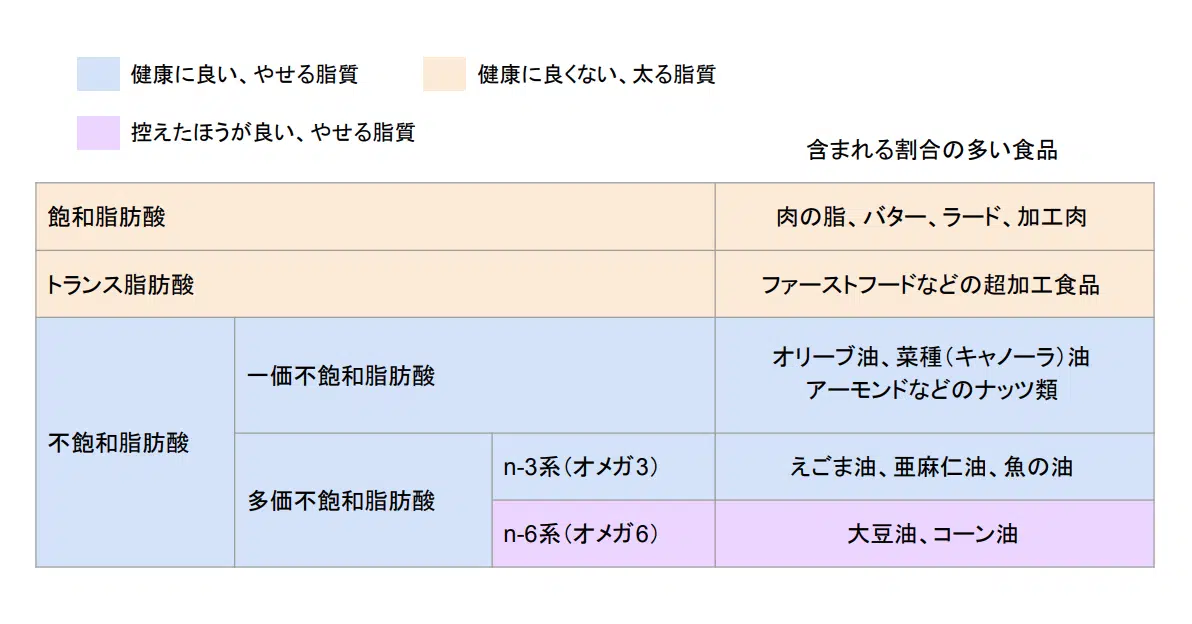 健康に良い、やせる脂質
健康に良くない、太る脂質
控えたほうが良い、やせる脂質
含まれる割合の多い食品
飽和脂肪酸
肉の脂、バター、ラード、加工肉
トランス脂肪酸
ファーストフードなどの超加工食品
不飽和脂肪酸
一価不飽和脂肪酸
オリーブ油、菜種（キャノーラ）油
アーモンドなどのナッツ類
多価不飽和脂肪酸
n-3系（オメガ3）
えごま油、亜麻仁油、魚の油
n-6系（オメガ6）
大豆油、コーン油